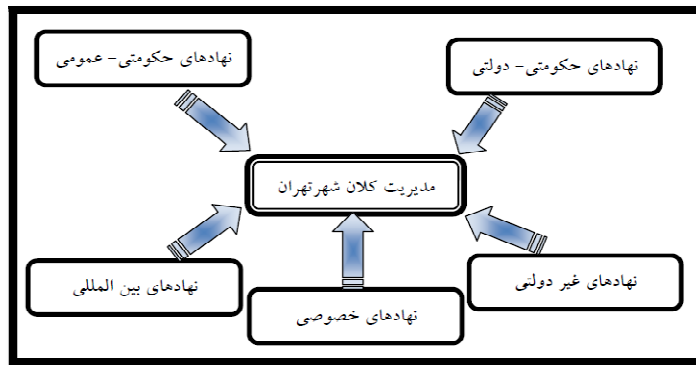 نهادهای حکومتی- دولتی
نهادهای حکومتی- عمومی
مدیریت کلان شهرتهران
نهادهای غیر دولتی
نهادهای خصوصی
نهادهای بین المللی